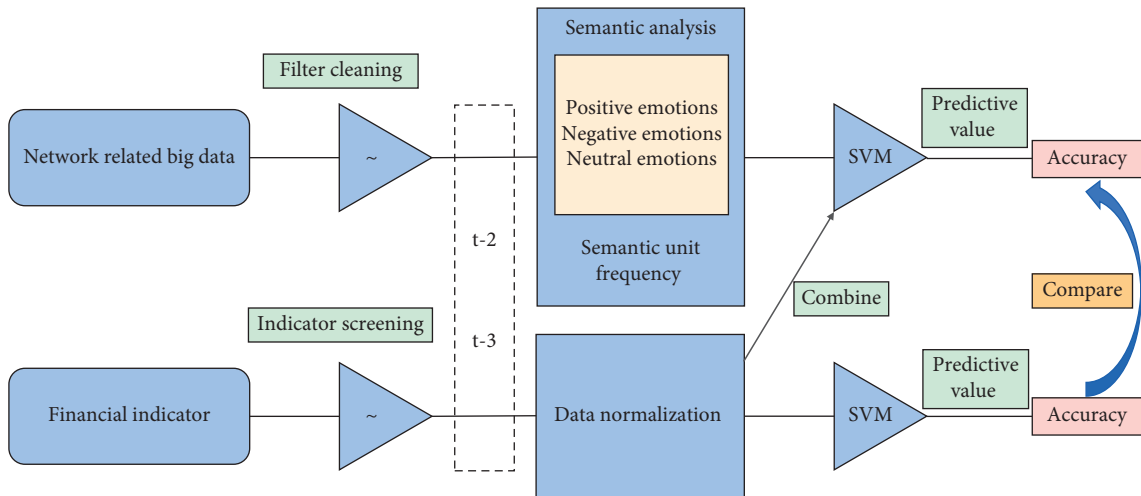 Semantic analysis
Filter cleaning
Positive emotions
Negative emotions
Neutral emotions
Predictive
value
Network related big data
~
SVM
Accuracy
t-2
Semantic unit
frequency
Combine
Compare
Indicator screening
t-3
Predictive
value
Financial indicator
~
Data normalization
SVM
Accuracy